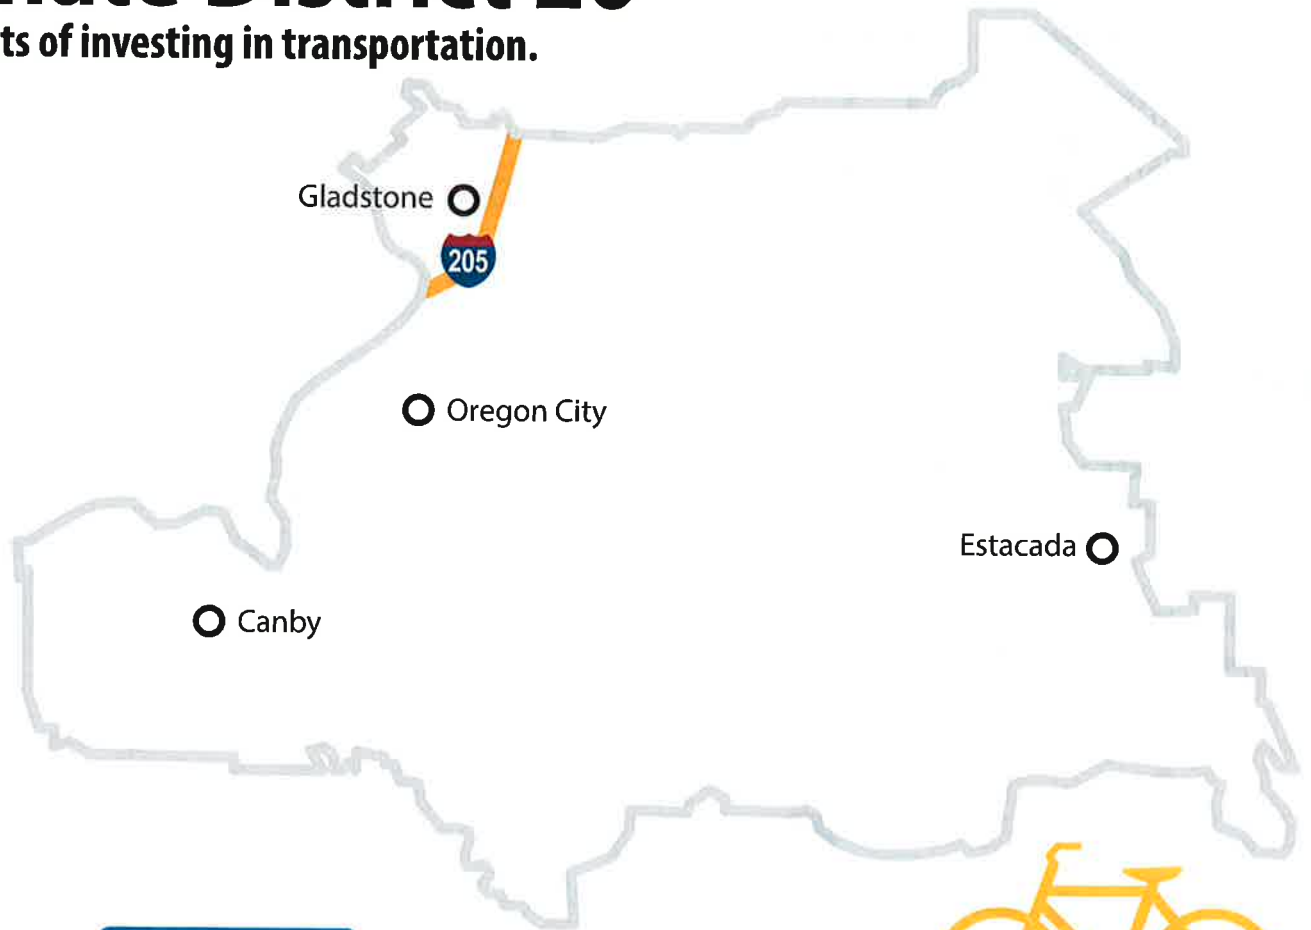 ts of investing in transportation.
Gladstone
205
Oregon City
Estacada
Canby